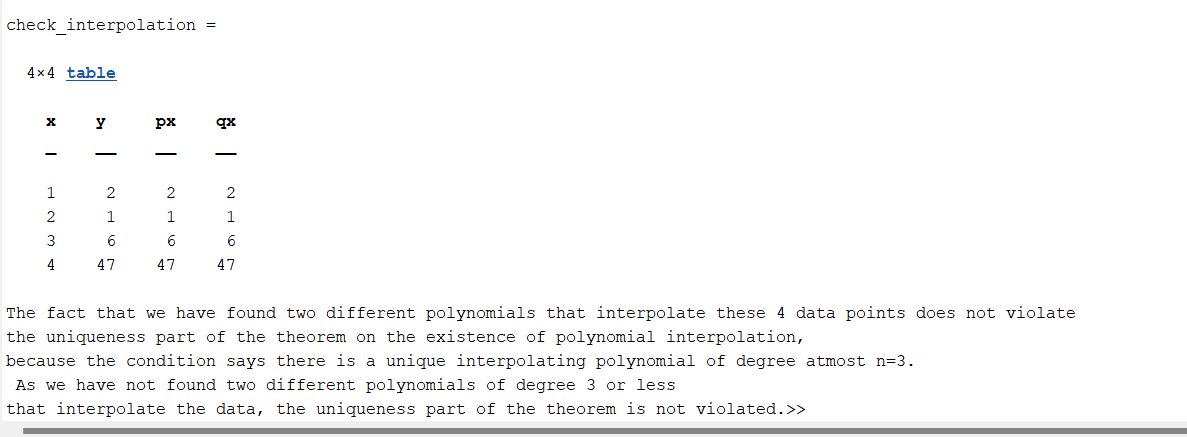 check_interpolation =
4×4 table
x y px qx
1 2 2 2
2 1 1 1
3 6 6 6
4 47 47 47
The fact that we have found two different polynomials that interpolate these 4 data points does not violate
the uniqueness part of the theorem on the existence of polynomial interpolation,
because the condition says there is a unique interpolating polynomial of degree atmost n=3.
As we have not found two different polynomials of degree 3 or less
that interpolate the data, the uniqueness part of the theorem is not violated.>>